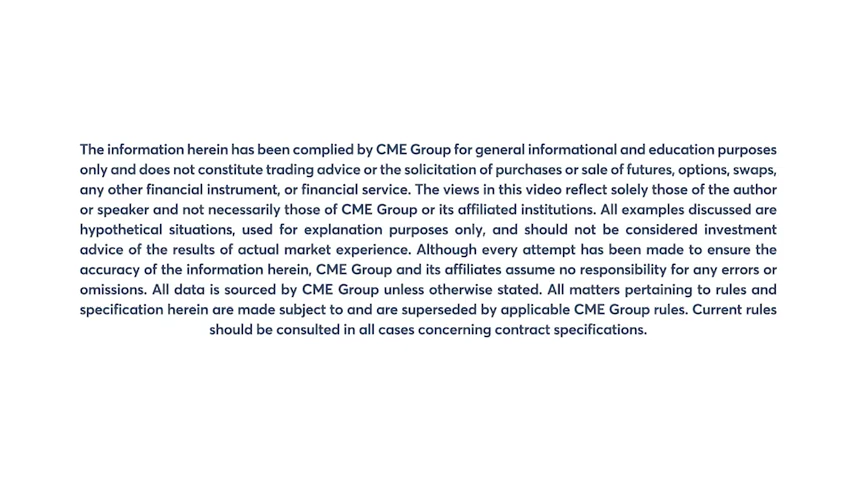 The information herein has been complied by CME Group for general informational and education purposes
only and does not constitute trading advice or the solicitation of purchases or sale of futures, options, swaps,
any other financial instrument, or financial service. The views in this video reflect solely those of the author
or speaker and not necessarily those of CME Group or its affiliated institutions. All examples discussed are
hypothetical situations, used for explanation purposes only, and should not be considered investment
advice of the results of actual market experience. Although every attempt has been made to ensure the
accuracy of the information herein, CME Group and its affiliates assume no responsibility for any errors or
omissions. All data is sourced by CME Group unless otherwise stated. All matters pertaining to rules and
specification herein are made subject to and are superseded by applicable CME Group rules. Current rules
should be consulted in all cases concerning contract specifications.